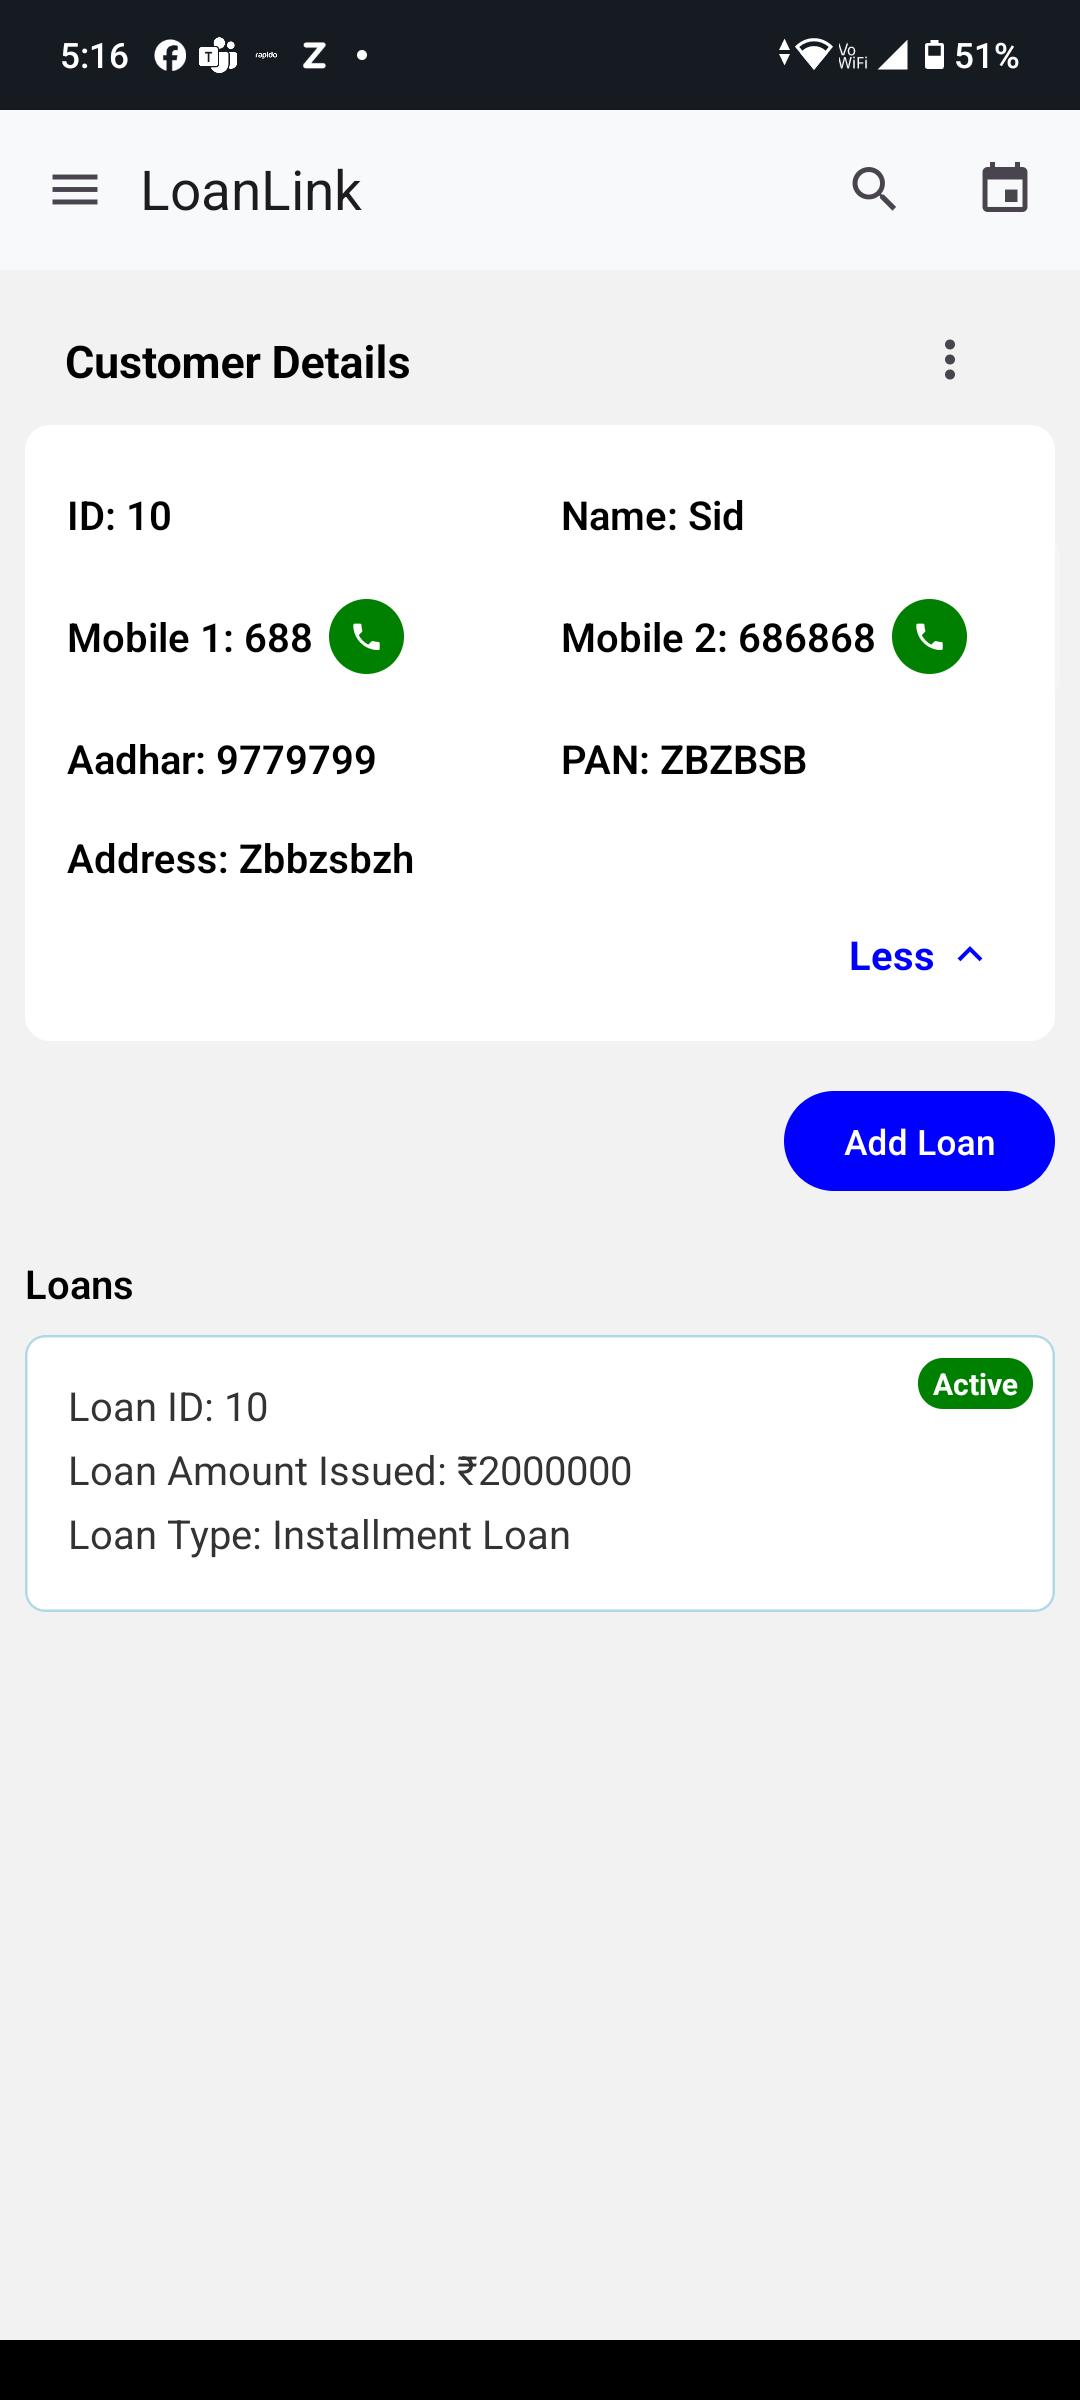 5:16 rapido Z Vo WiFi 51%
LoanLink
Customer Details
ID: 10 Name: Sid
Mobile 1: 688 Mobile 2: 686868
Aadhar: 9779799 PAN: ZBZBSB
Address: Zbbzsbzh
Less
Add Loan
Loans
Active
Loan ID: 10
Loan Amount Issued: ₹2000000
Loan Type: Installment Loan